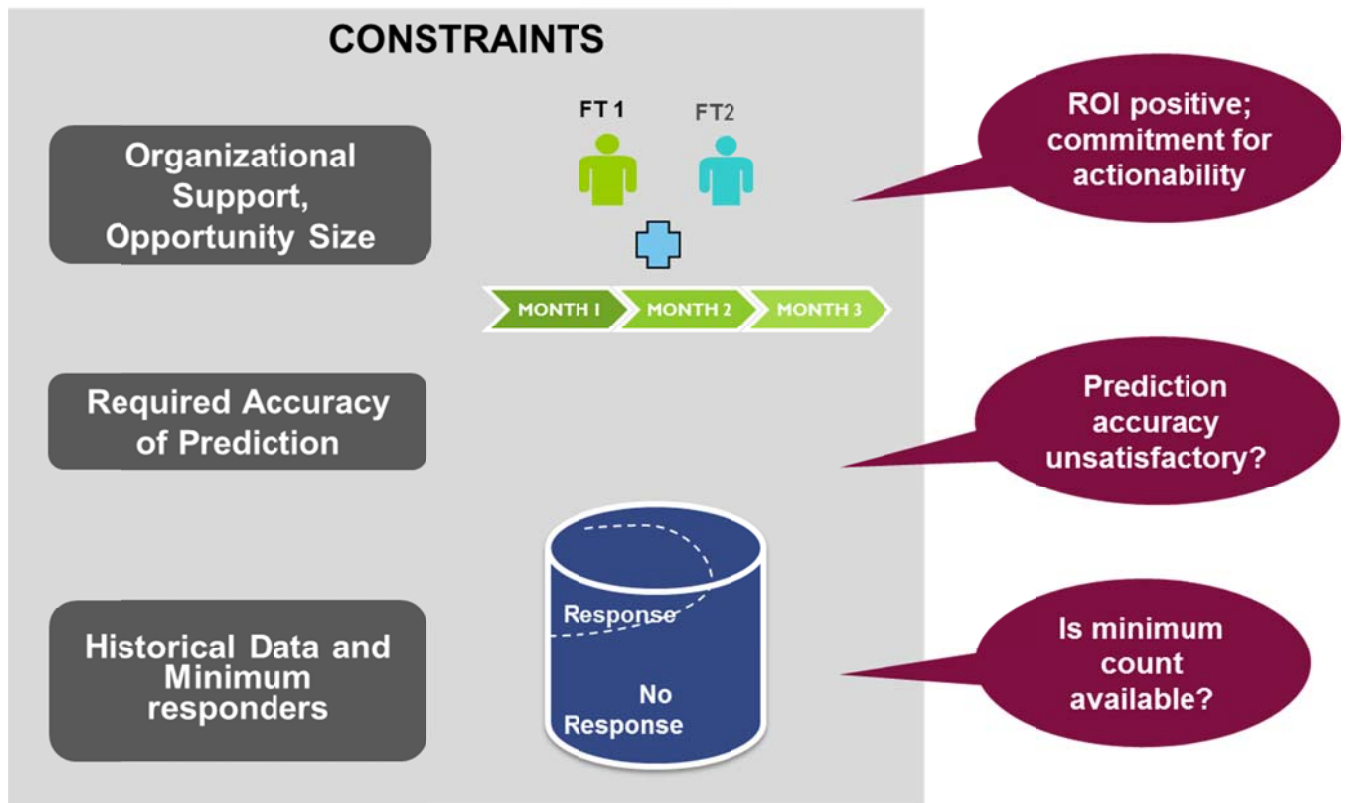 CONSTRAINTS
Organizational
Support,
Opportunity Size
FT 1
FT2
MONTH 1
MONTH 2
MONTH 3
ROI positive;
commitment for
actionability
Required Accuracy
of Prediction
Prediction
accuracy
unsatisfactory?
Historical Data and
Minimum
responders
Response
No
Response
Is minimum
count
available?